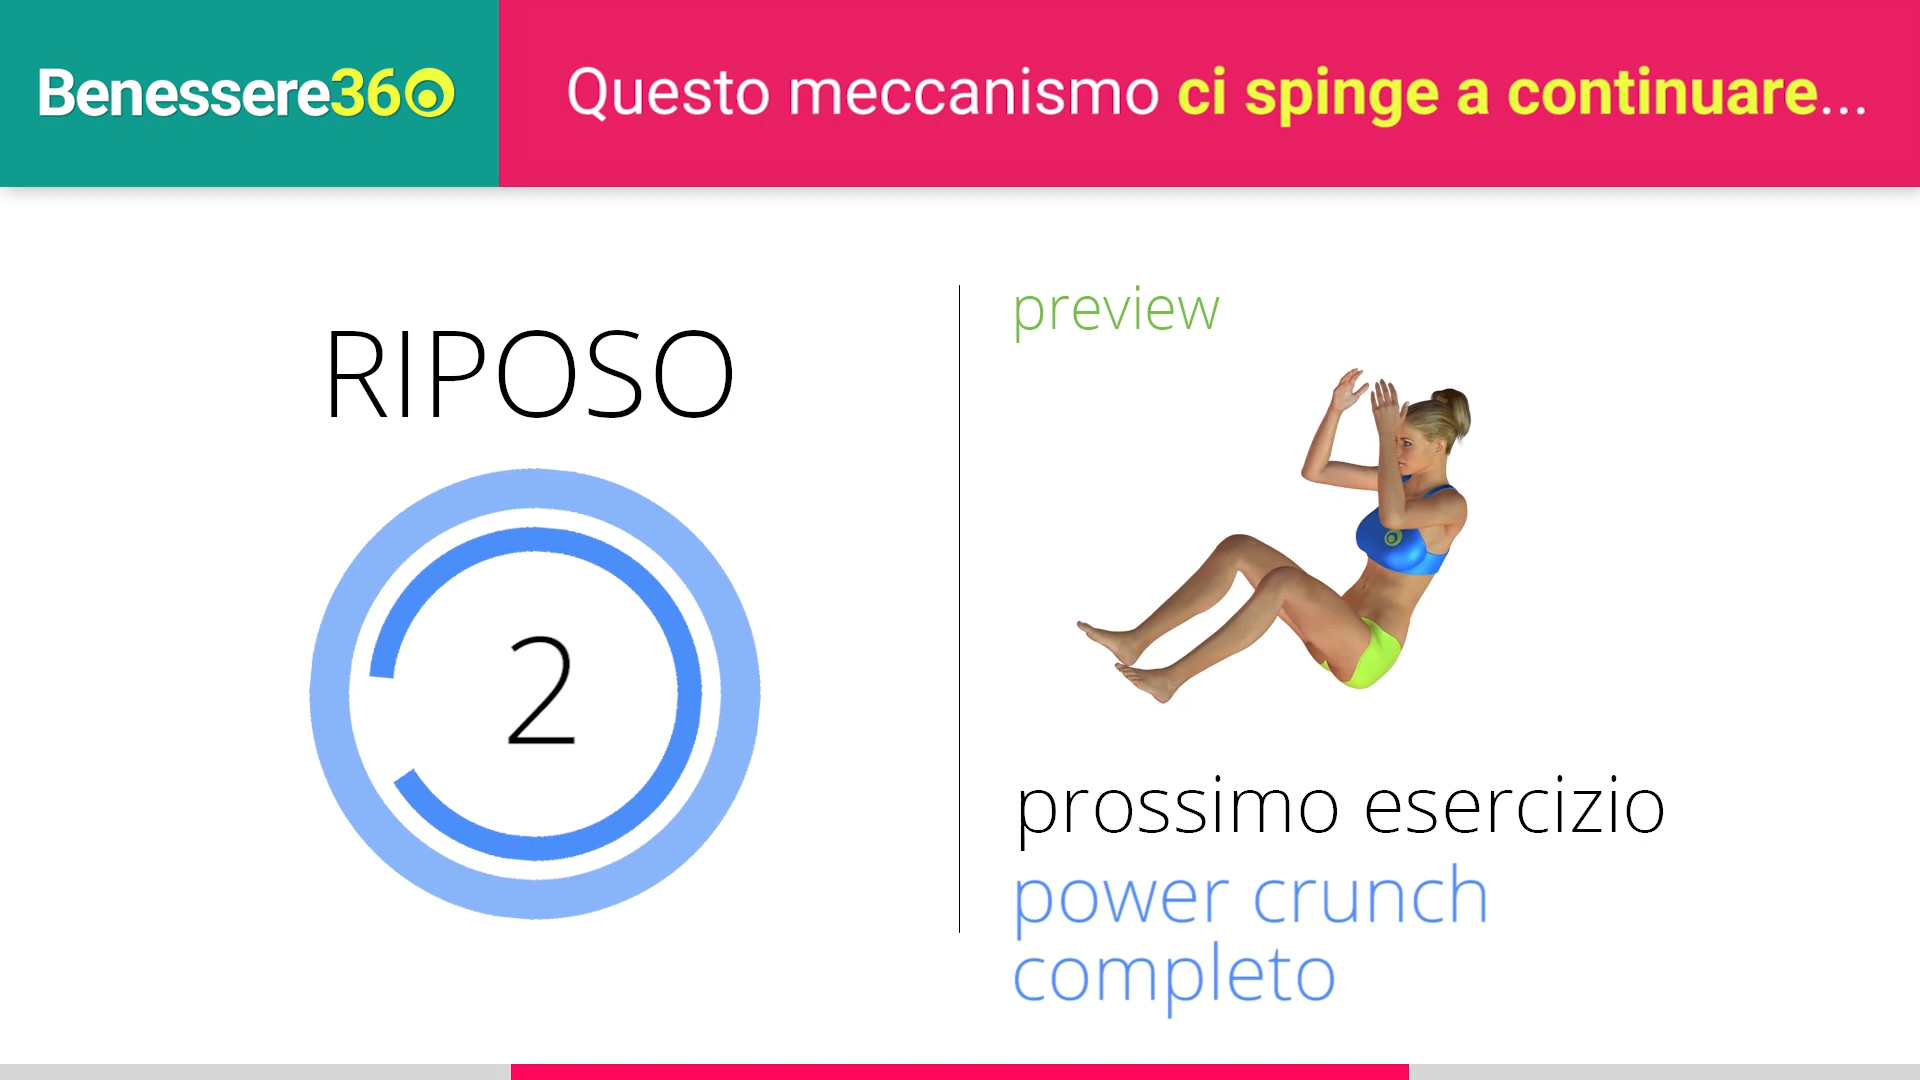 Benessere360
Questo meccanismo ci spinge a continuare...
RIPOSO
2
preview
prossimo esercizio
power crunch
completo